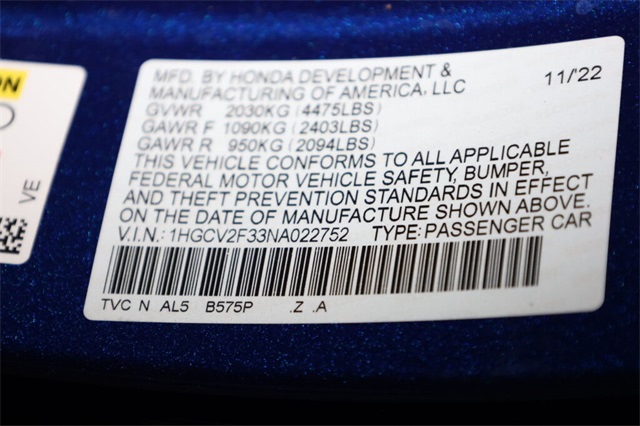 MFD. BY HONDA DEVELOPMENT &
MANUFACTURING OF AMERICA, LLC 11/'22
GVWR 2030KG (4475LBS)
GAWR F 1090KG (2403LBS)
GAWR R 950KG (2094LBS)
THIS VEHICLE CONFORMS TO ALL APPLICABLE
FEDERAL MOTOR VEHICLE SAFETY, BUMPER,
AND THEFT PREVENTION STANDARDS IN EFFECT
ON THE DATE OF MANUFACTURE SHOWN ABOVE.
V.I.N.: 1HGCV2F33NA022752 TYPE: PASSENGER CAR
TVC N AL5 B575P .Z .A
ON
VE